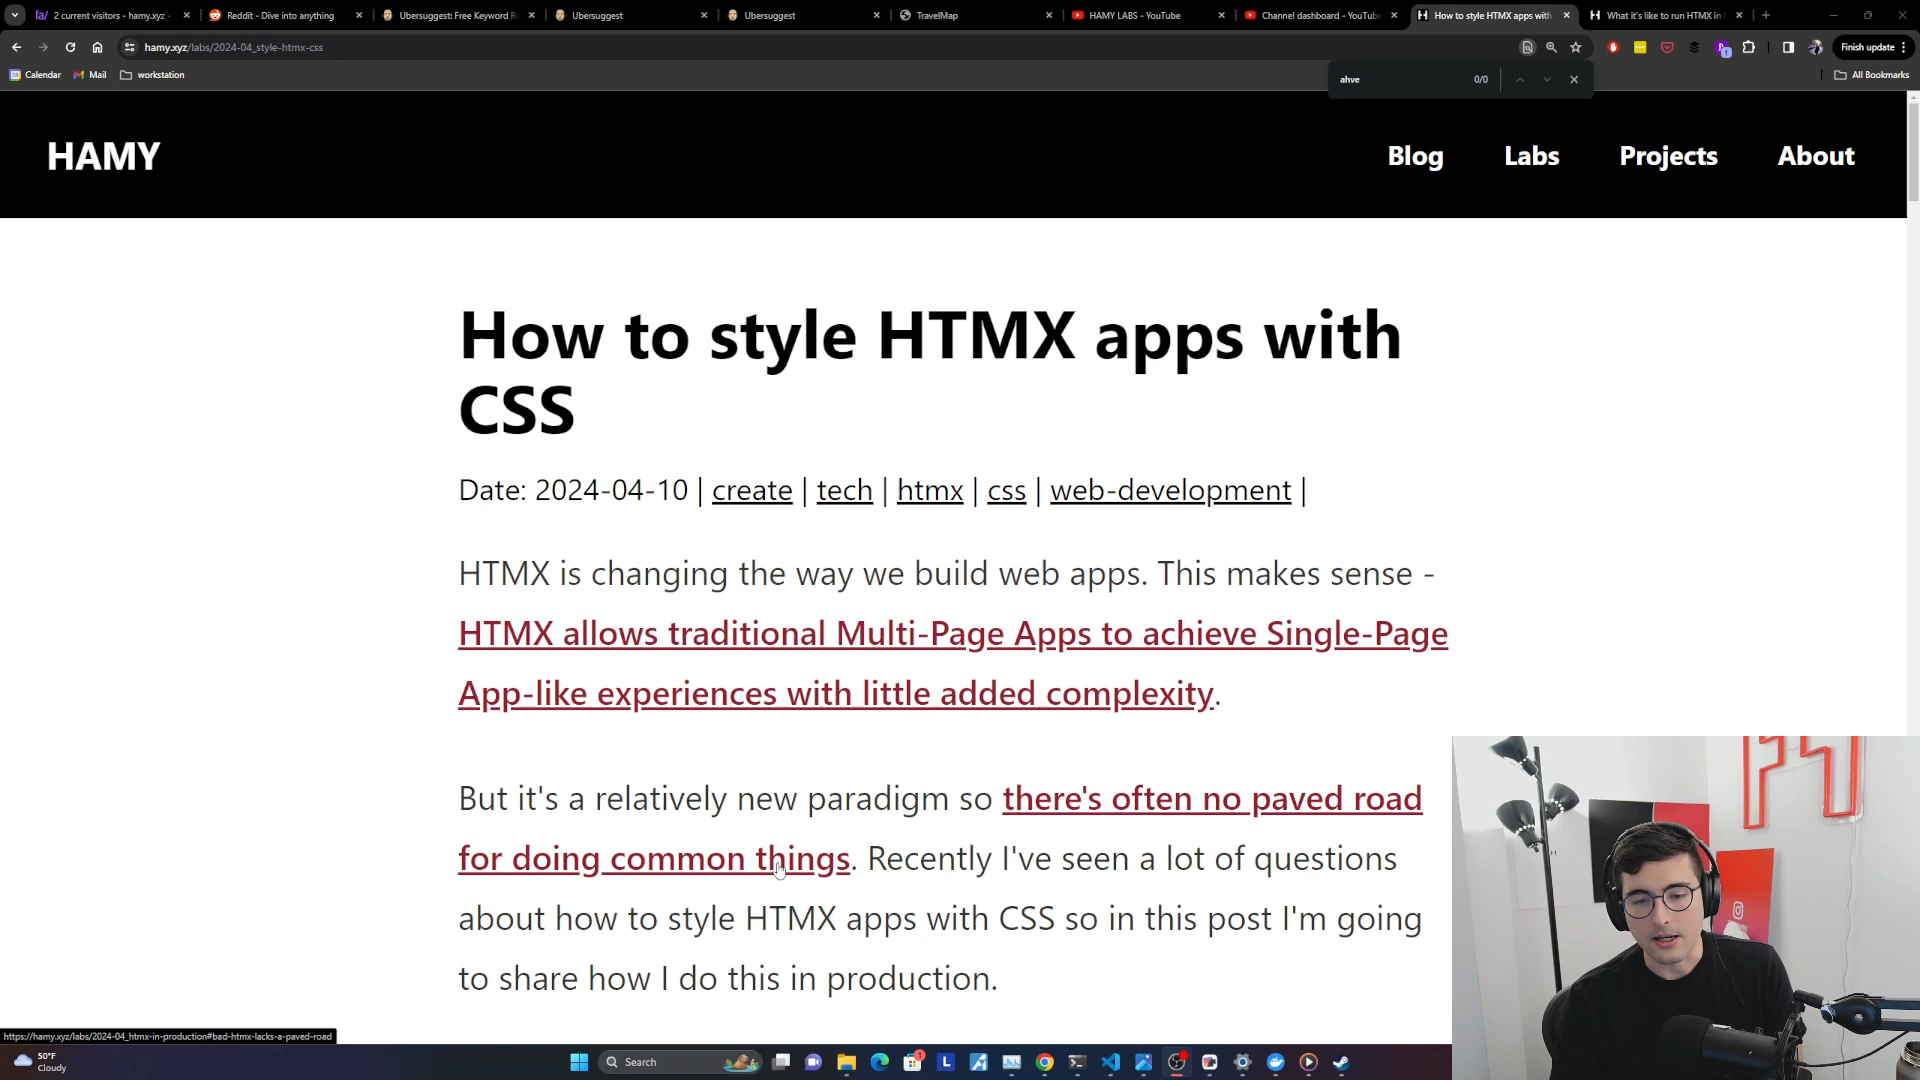 2 current visitors - hamy.xyz
Reddit - Dive into anything
Ubersuggest: Free Keyword R
Ubersuggest
Ubersuggest
TravelMap
HAMY LABS - YouTube
Channel dashboard - YouTube
How to style HTMX apps with
What it's like to run HTMX in
hamy.xyz/labs/2024-04_style-htmx-css
Finish update
Calendar
Mail
workstation
ahve
0/0
All Bookmarks
HAMY
Blog
Labs
Projects
About
How to style HTMX apps with
CSS
Date: 2024-04-10 | create | tech | htmx | css | web-development |
HTMX is changing the way we build web apps. This makes sense -
HTMX allows traditional Multi-Page Apps to achieve Single-Page
App-like experiences with little added complexity.
But it's a relatively new paradigm so there's often no paved road
for doing common things. Recently I've seen a lot of questions
about how to style HTMX apps with CSS so in this post I'm going
to share how I do this in production.
https://hamy.xyz/labs/2024-04_htmx-in-production#bad-htmx-lacks-a-paved-road
50°F
Cloudy
Search